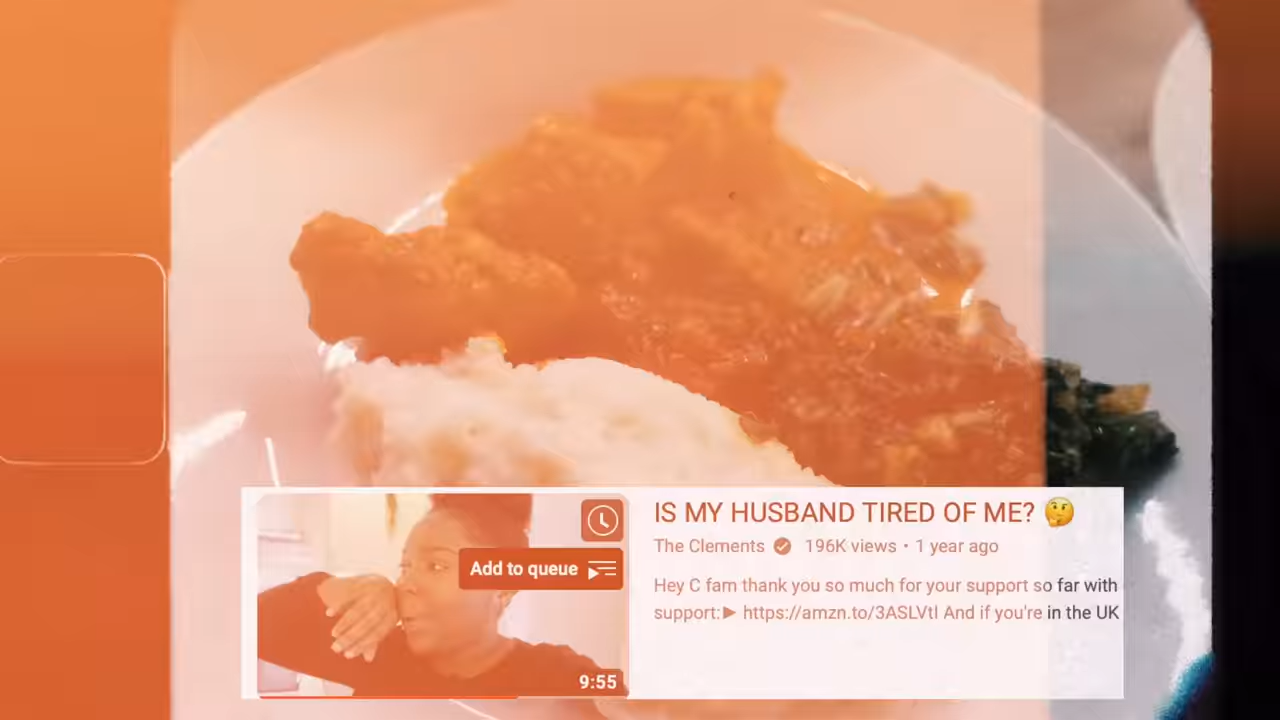 IS MY HUSBAND TIRED OF ME? 🤔
The Clements 196K views • 1 year ago
Add to queue
Hey C fam thank you so much for your support so far with
support:▶ https://amzn.to/3ASLVtI And if you're in the UK
9:55